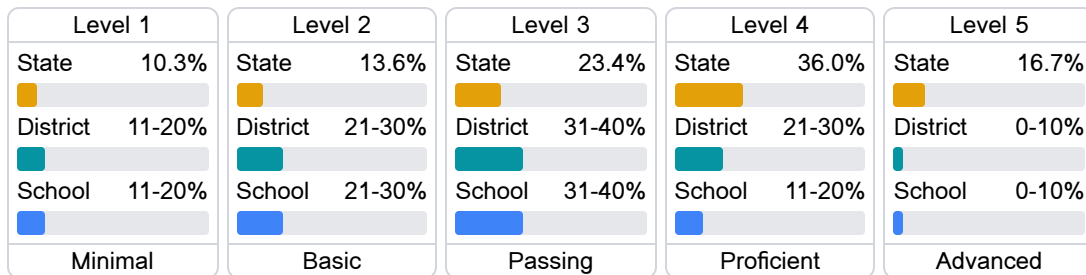 Level 1
State 10.3%
District 11-20%
School 11-20%
Minimal
Level 2
State 13.6%
District 21-30%
School 21-30%
Basic
Level 3
State 23.4%
District 31-40%
School 31-40%
Passing
Level 4
State 36.0%
District 21-30%
School 11-20%
Proficient
Level 5
State 16.7%
District 0-10%
School 0-10%
Advanced